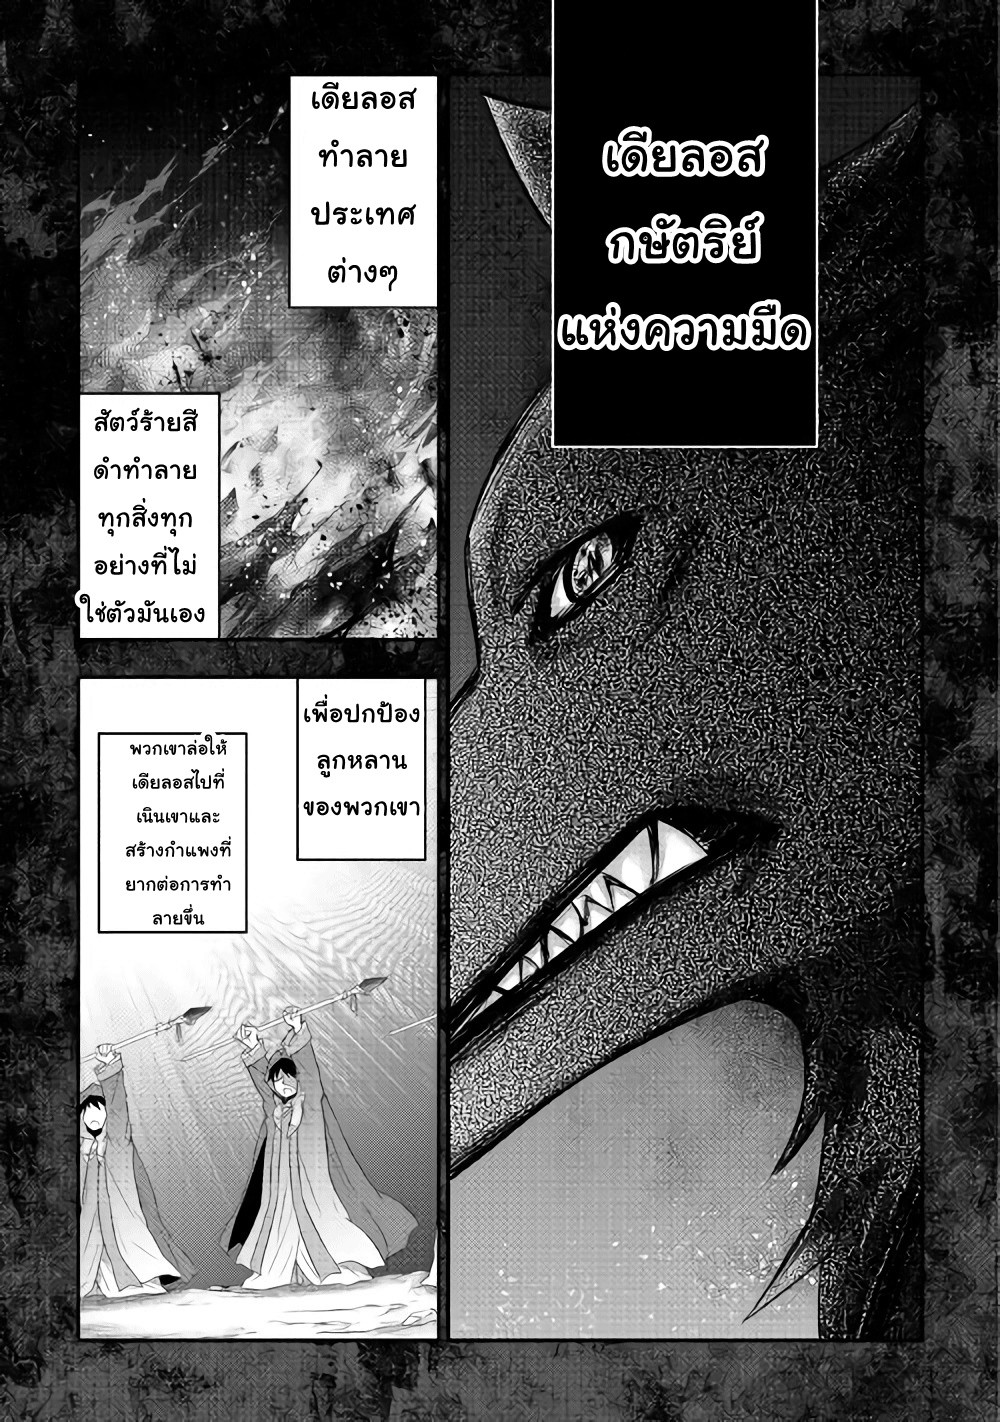 เดียลอส
กษัตริย์
แห่งความมืด
เดียลอส
ทำลาย
ประเทศ
ต่างๆ
สัตว์ร้ายสี
ดำทำลาย
ทุกสิ่งทุก
อย่างที่ไม่
ใช่ตัวมันเอง
เพื่อปกป้อง
ลูกหลาน
ของพวกเขา
พวกเขาล่อให้
เดียลอสไปที่
เนินเขาและ
สร้างกำแพงที่
ยากต่อการทำ
ลายขึ่น